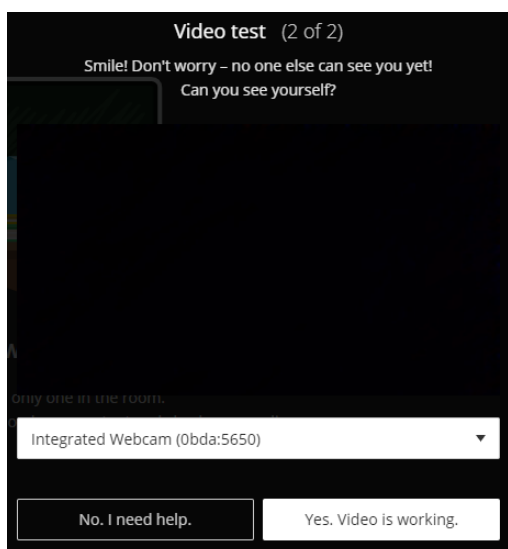 Video test (2 of 2)
Smile! Don't worry – no one else can see you yet!
Can you see yourself?
only one in the room.
Integrated Webcam (0bda:5650)
No. I need help.
Yes. Video is working.